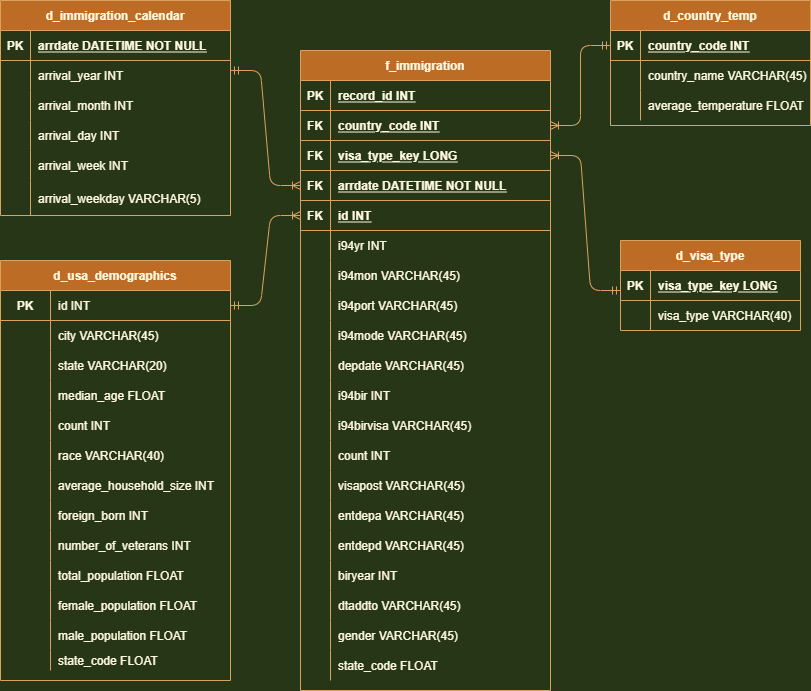 d_immigration_calendar
PK arrdate DATETIME NOT NULL
arrival_year INT
arrival_month INT
arrival_day INT
arrival_week INT
arrival_weekday VARCHAR(5)
d_usa_demographics
PK id INT
city VARCHAR(45)
state VARCHAR(20)
median_age FLOAT
count INT
race VARCHAR(40)
average_household_size INT
foreign_born INT
number_of_veterans INT
total_population FLOAT
female_population FLOAT
male_population FLOAT
state_code FLOAT
f_immigration
PK record_id INT
FK country_code INT
FK visa_type_key LONG
FK arrdate DATETIME NOT NULL
FK id INT
i94yr INT
i94mon VARCHAR(45)
i94port VARCHAR(45)
i94mode VARCHAR(45)
depdate VARCHAR(45)
i94bir INT
i94birvisa VARCHAR(45)
count INT
visapost VARCHAR(45)
entdepa VARCHAR(45)
entdepd VARCHAR(45)
biryear INT
dtaddto VARCHAR(45)
gender VARCHAR(45)
state_code FLOAT
d_country_temp
PK country_code INT
country_name VARCHAR(45)
average_temperature FLOAT
d_visa_type
PK visa_type_key LONG
visa_type VARCHAR(40)